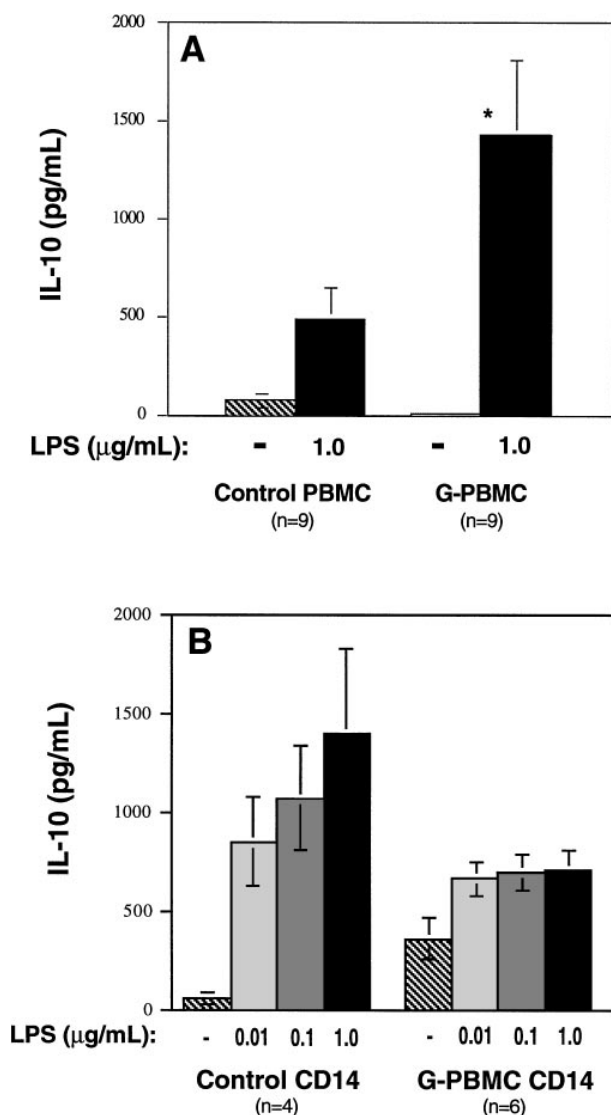 A
2000
1500
1000
500
0
IL-10 (pg/mL)
*
LPS (μg/mL): - 1.0 - 1.0
Control PBMC G-PBMC
(n=9) (n=9)
B
2000
1500
1000
500
0
IL-10 (pg/mL)
LPS (μg/mL): - 0.01 0.1 1.0 - 0.01 0.1 1.0
Control CD14 G-PBMC CD14
(n=4) (n=6)